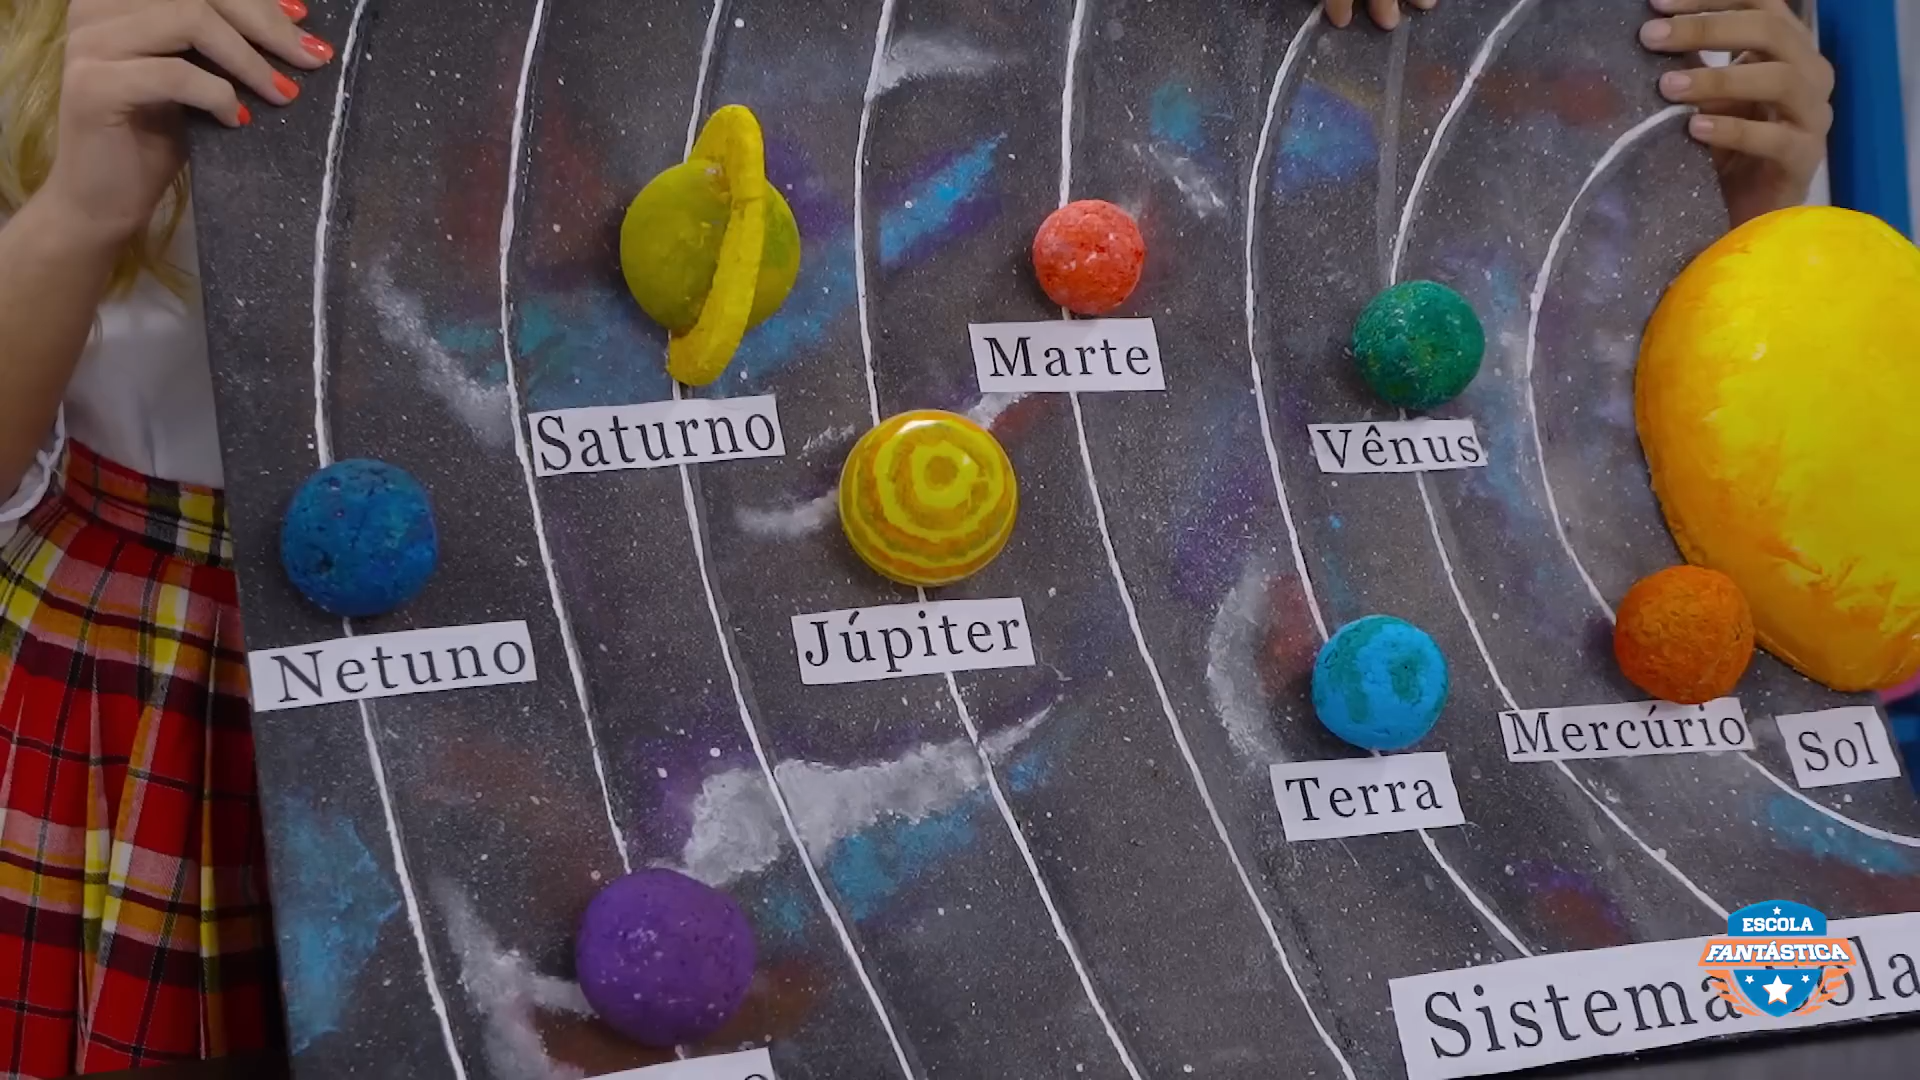 Marte
Saturno
Vênus
Júpiter
Netuno
Mercúrio
Sol
Terra
Sistema
ESCOLA
FANTÁSTICA